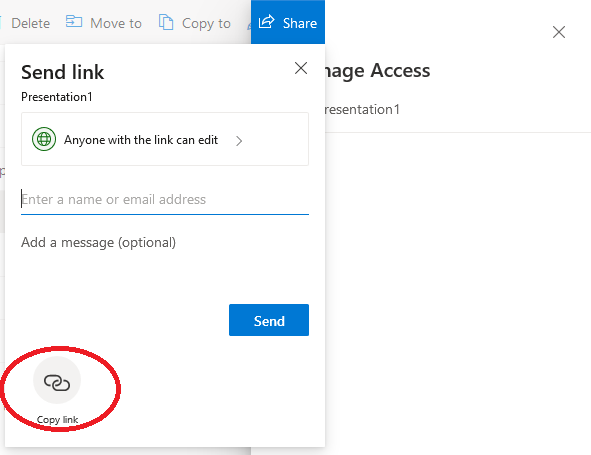 Delete Move to Copy to Share
Send link
Presentation1
Anyone with the link can edit
Enter a name or email address
Add a message (optional)
Send
Copy link
nage Access
resentation1